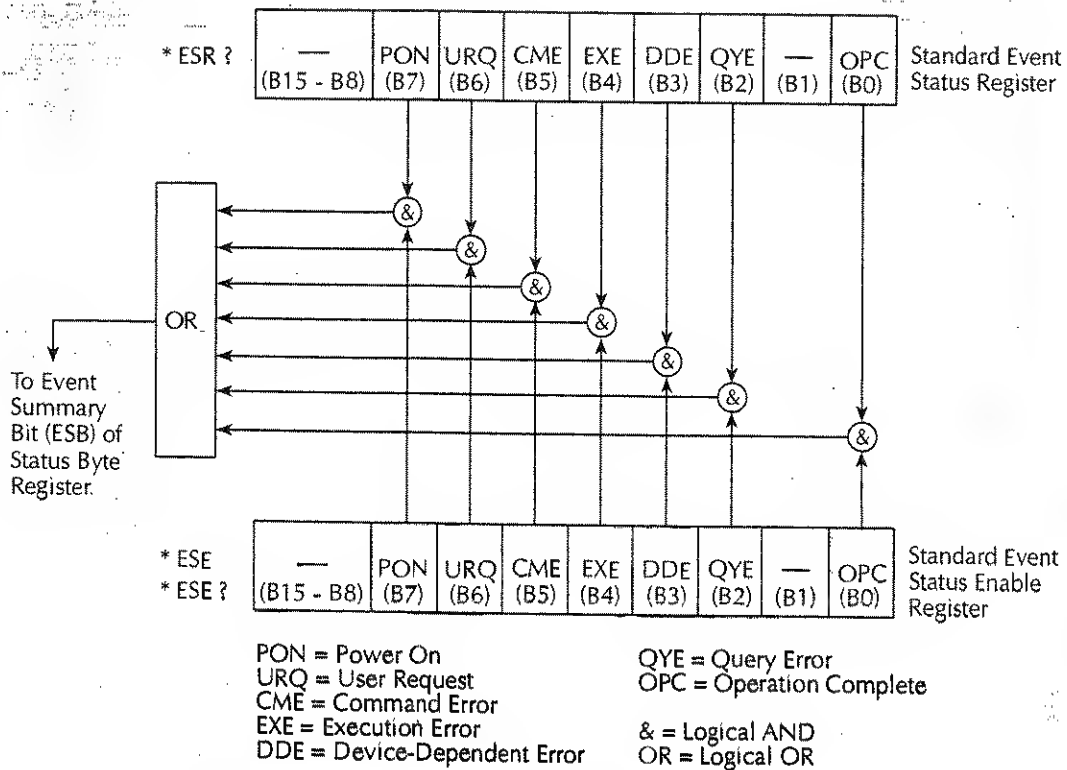 * ESR ?
— (B15 - B8)
PON (B7)
URQ (B6)
CME (B5)
EXE (B4)
DDE (B3)
QYE (B2)
— (B1)
OPC (B0)
Standard Event
Status Register
&
&
&
&
&
&
&
OR
To Event
Summary
Bit (ESB) of
Status Byte
Register.
* ESE
* ESE ?
— (B15 - B8)
PON (B7)
URQ (B6)
CME (B5)
EXE (B4)
DDE (B3)
QYE (B2)
— (B1)
OPC (B0)
Standard Event
Status Enable
Register
PON = Power On
URQ = User Request
CME = Command Error
EXE = Execution Error
DDE = Device-Dependent Error
QYE = Query Error
OPC = Operation Complete
& = Logical AND
OR = Logical OR